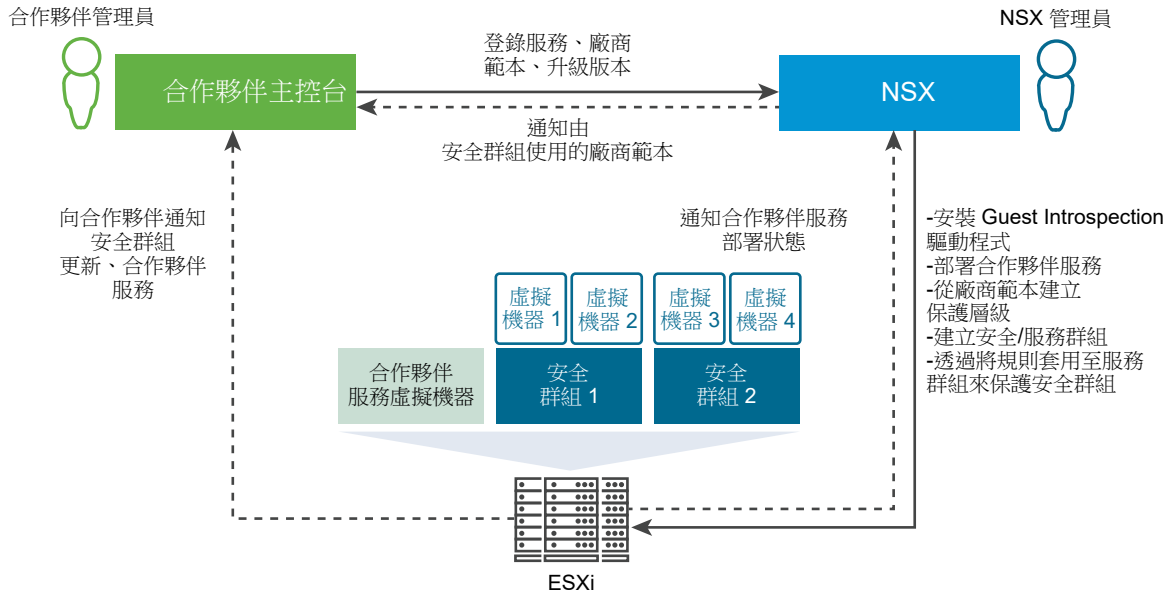 合作夥伴管理員
NSX 管理員
登錄服務、廠商
範本、升級版本
合作夥伴主控台
NSX
通知由
安全群組使用的廠商範本
向合作夥伴通知
安全群組
更新、合作夥伴
服務
通知合作夥伴服務
部署狀態
-安裝 Guest Introspection
驅動程式
-部署合作夥伴服務
-從廠商範本建立
保護層級
-建立安全/服務群組
-透過將規則套用至服務
群組來保護安全群組
虛擬
機器 1
虛擬
機器 2
虛擬
機器 3
虛擬
機器 4
合作夥伴
服務虛擬機器
安全
群組 1
安全
群組 2
ESXi